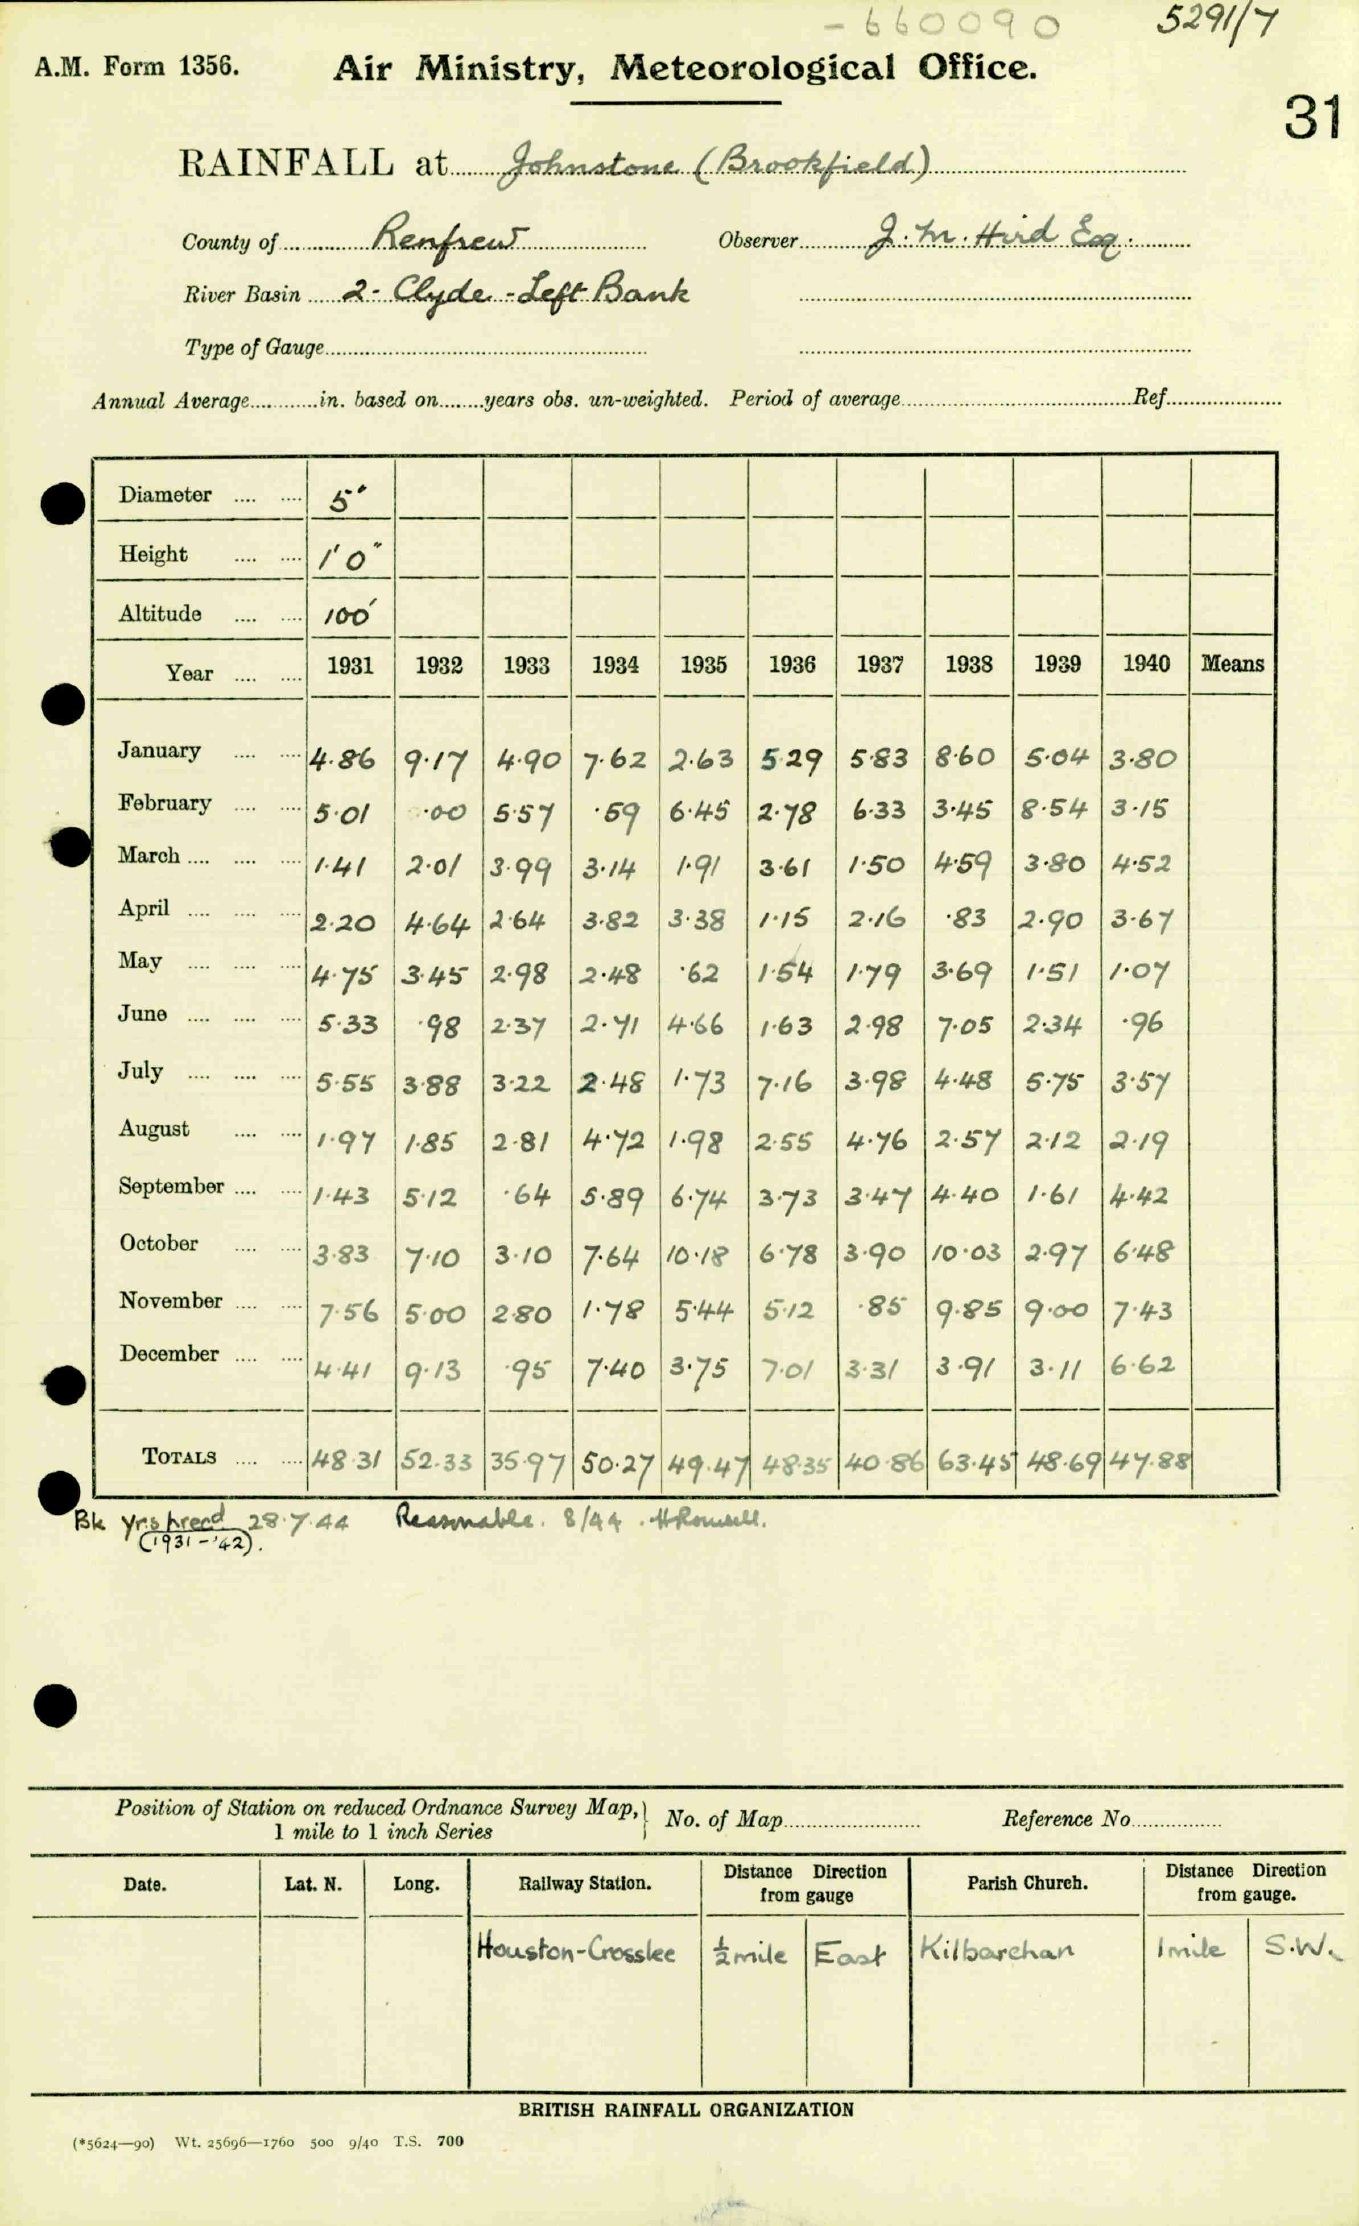 -660090 5291/7
A.M. Form 1356. Air Ministry, Meteorological Office.
31
RAINFALL at Johnstone (Brookfield)
County of Renfrew Observer J. M. Hird Esq.
River Basin 2- Clyde - Left Bank
Type of Gauge
Annual Average in. based on years obs. un-weighted. Period of average Ref
Diameter 5"
Height 1' 0"
Altitude 100'
Year 1931 1932 1933 1934 1935 1936 1937 1938 1939 1940 Means
January 4.86 9.17 4.90 7.62 2.63 5.29 5.83 8.60 5.04 3.80
February 5.01 .00 5.57 .59 6.45 2.78 6.33 3.45 8.54 3.15
March 1.41 2.01 3.99 3.14 1.91 3.61 1.50 4.59 3.80 4.52
April 2.20 4.64 2.64 3.82 3.38 1.15 2.16 .83 2.90 3.67
May 4.75 3.45 2.98 2.48 .62 1.54 1.79 3.69 1.51 1.07
June 5.33 .98 2.37 2.71 4.66 1.63 2.98 7.05 2.34 .96
July 5.55 3.88 3.22 2.48 1.73 7.16 3.98 4.48 5.75 3.57
August 1.97 1.85 2.81 4.72 1.98 2.55 4.76 2.57 2.12 2.19
September 1.43 5.12 .64 5.89 6.74 3.73 3.47 4.40 1.61 4.42
October 3.83 7.10 3.10 7.64 10.18 6.78 3.90 10.03 2.97 6.48
November 7.56 5.00 2.80 1.78 5.44 5.12 .85 9.85 9.00 7.43
December 4.41 9.13 .95 7.40 3.75 7.01 3.31 3.91 3.11 6.62
TOTALS 48.31 52.33 35.97 50.27 49.47 48.35 40.86 63.45 48.69 47.88
Bk yrs 28.7.44 Reasonable. 8/44.
(1931-'42).
Position of Station on reduced Ordnance Survey Map,} No. of Map Reference No
1 mile to 1 inch Series
Date. Lat. N. Long. Railway Station. Distance Direction from gauge Parish Church. Distance Direction from gauge.
Houston-Crosslee ½ mile East Kilbarchan 1 mile S.W.
BRITISH RAINFALL ORGANIZATION
(*5624—90) Wt. 25696—1760 500 9/40 T.S. 700